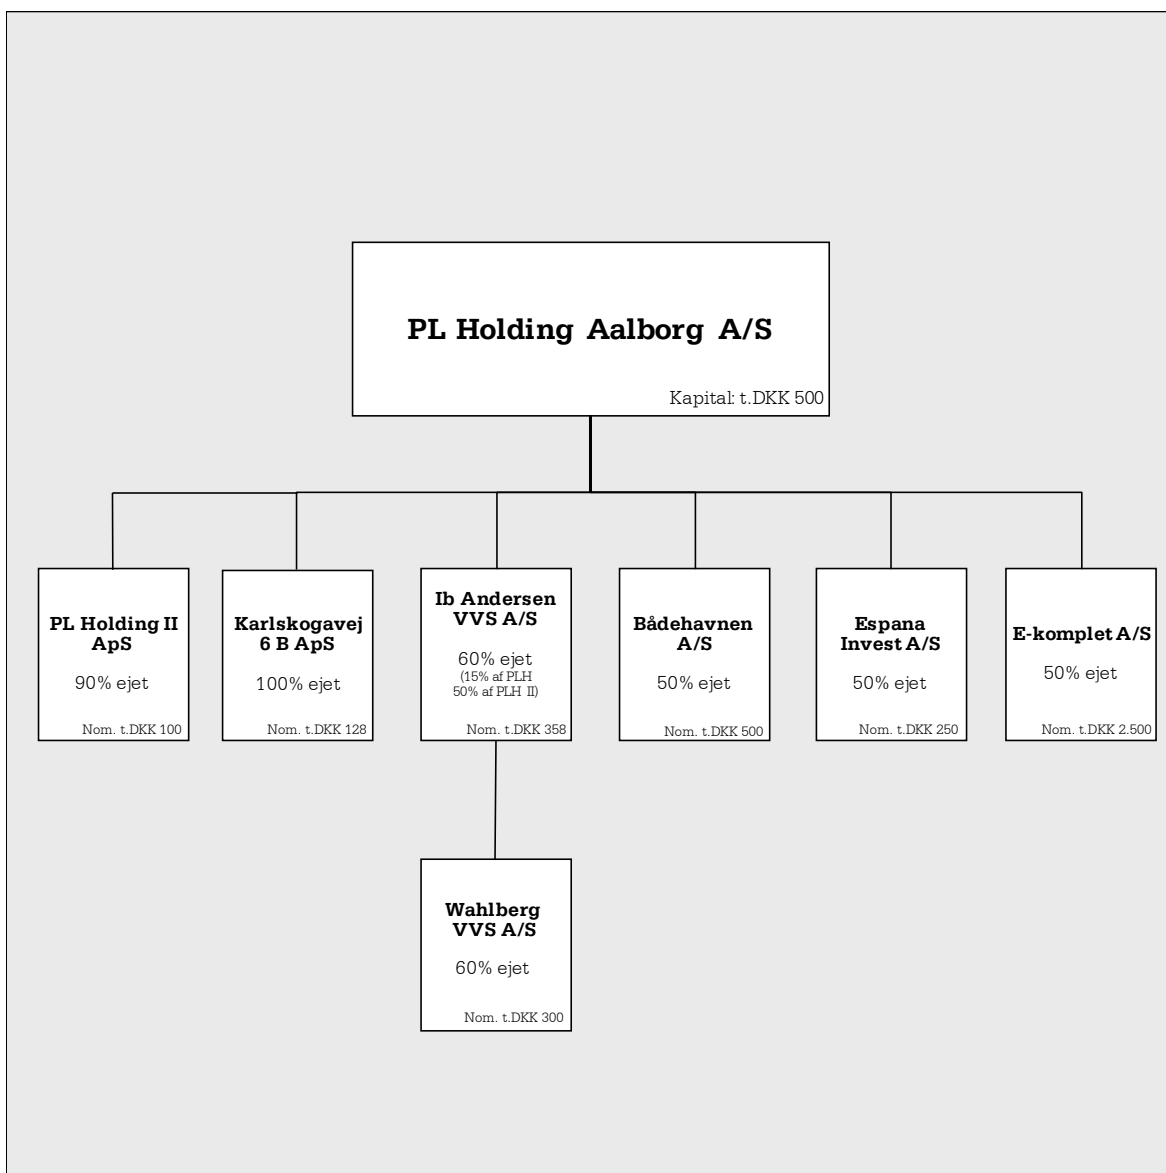 PL Holding Aalborg A/S
Kapital: t.DKK 500
PL Holding II
ApS
90% ejet
Nom. t.DKK 100
Karlskogavej
6 B ApS
100% ejet
Nom. t.DKK 128
Ib Andersen
VVS A/S
60% ejet
(15% af PLH
50% af PLH II)
Nom. t.DKK 358
Bådehavnen
A/S
50% ejet
Nom. t.DKK 500
Espana
Invest A/S
50% ejet
Nom. t.DKK 250
E-komplet A/S
50% ejet
Nom. t.DKK 2.500
Wahlberg
VVS A/S
60% ejet
Nom. t.DKK 300